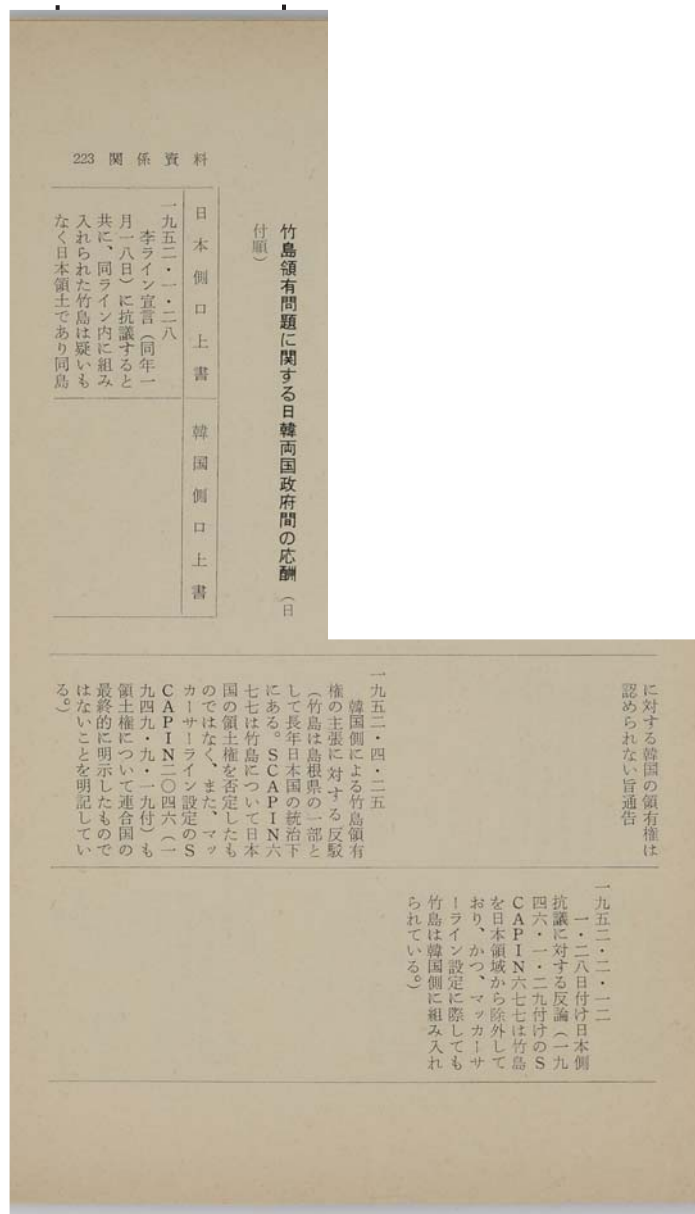 223 関係資料
竹島領有問題に関する日韓両国政府間の応酬（日
付順）
日本側口上書
韓国側口上書
一九五二・一・二八
李ライン宣言（同年一
月一八日）に抗議すると
共に、同ライン内に組み
入れられた竹島は疑いも
なく日本領土であり同島
に対する韓国の領有権は
認められない旨通告
一九五二・二・一二
一・二八日付け日本側
抗議に対する反論（一九
四六・一・二九付けのS
CAPIN六七七は竹島
を日本領域から除外して
おり、かつ、マッカーサ
ーライン設定に際しても
竹島は韓国側に組み入れ
られている。）
一九五二・四・二五
韓国側による竹島領有
権の主張に対する反駁
（竹島は島根県の一部と
して長年日本国の統治下
にある。SCAPIN六
七七は竹島について日本
国の領土権を否定したも
のではなく、また、マッ
カーサーライン設定のS
CAPIN二〇四六（一
九四九・九・一九付）も
領土権について連合国の
最終的に明示したもので
はないことを明記してい
る。）